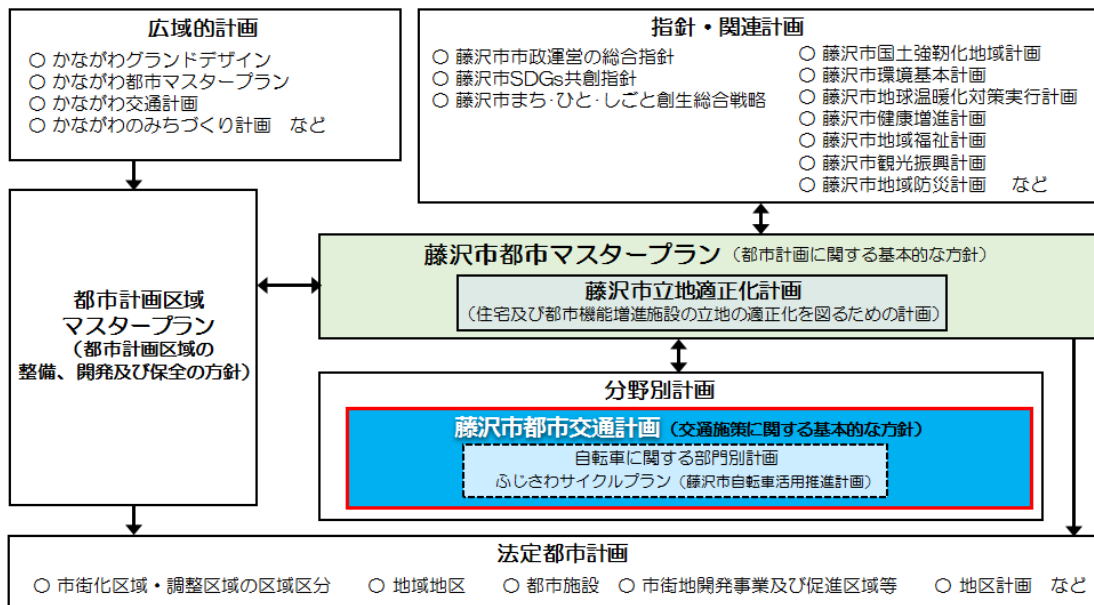 広域的計画
○ かながわグランドデザイン
○ かながわ都市マスタープラン
○ かながわ交通計画
○ かながわのみちづくり計画　など
指針・関連計画
○ 藤沢市市政運営の総合指針
○ 藤沢市SDGs共創指針
○ 藤沢市まち・ひと・しごと創生総合戦略
○ 藤沢市国土強靭化地域計画
○ 藤沢市環境基本計画
○ 藤沢市地球温暖化対策実行計画
○ 藤沢市健康増進計画
○ 藤沢市地域福祉計画
○ 藤沢市観光振興計画
○ 藤沢市地域防災計画　など
都市計画区域
マスタープラン
（都市計画区域の
整備、開発及び保全の方針）
藤沢市都市マスタープラン（都市計画に関する基本的な方針）
藤沢市立地適正化計画
（住宅及び都市機能増進施設の立地の適正化を図るための計画）
分野別計画
藤沢市都市交通計画（交通施策に関する基本的な方針）
自転車に関する部門別計画
ふじさわサイクルプラン（藤沢市自転車活用推進計画）
法定都市計画
○ 市街化区域・調整区域の区域区分　○ 地域地区　○ 都市施設　○ 市街地開発事業及び促進区域等　○ 地区計画　など